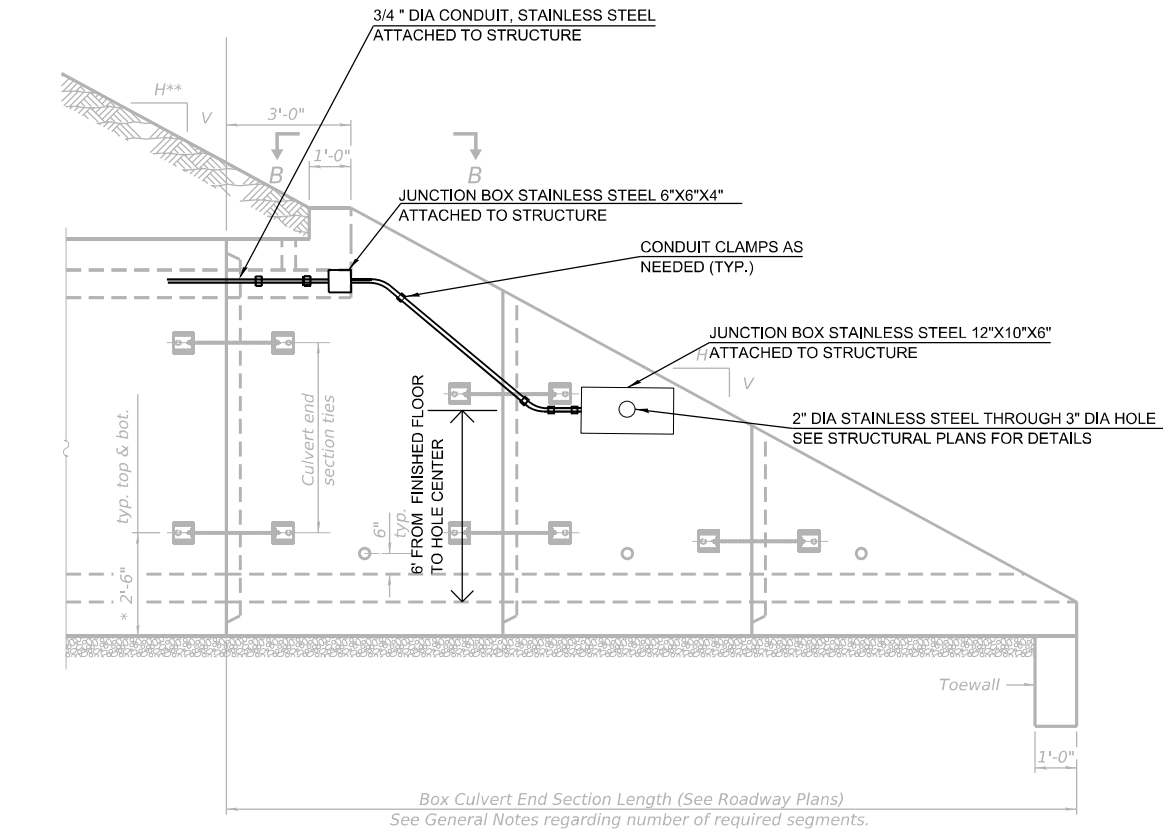 3/4 " DIA CONDUIT, STAINLESS STEEL
ATTACHED TO STRUCTURE
H**
V
3'-0"
B
B
1'-0"
JUNCTION BOX STAINLESS STEEL 6"X6"X4"
ATTACHED TO STRUCTURE
CONDUIT CLAMPS AS
NEEDED (TYP.)
JUNCTION BOX STAINLESS STEEL 12"X10"X6"
ATTACHED TO STRUCTURE
H
V
2" DIA STAINLESS STEEL THROUGH 3" DIA HOLE
SEE STRUCTURAL PLANS FOR DETAILS
Culvert end
section ties
typ. top & bot.
* 2'-6"
6"
typ.
6' FROM FINISHED FLOOR
TO HOLE CENTER
Toewall
1'-0"
Box Culvert End Section Length (See Roadway Plans)
See General Notes regarding number of required segments.